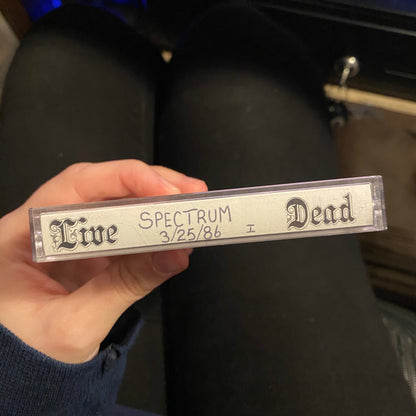 Live SPECTRUM Dead
3/25/86 I